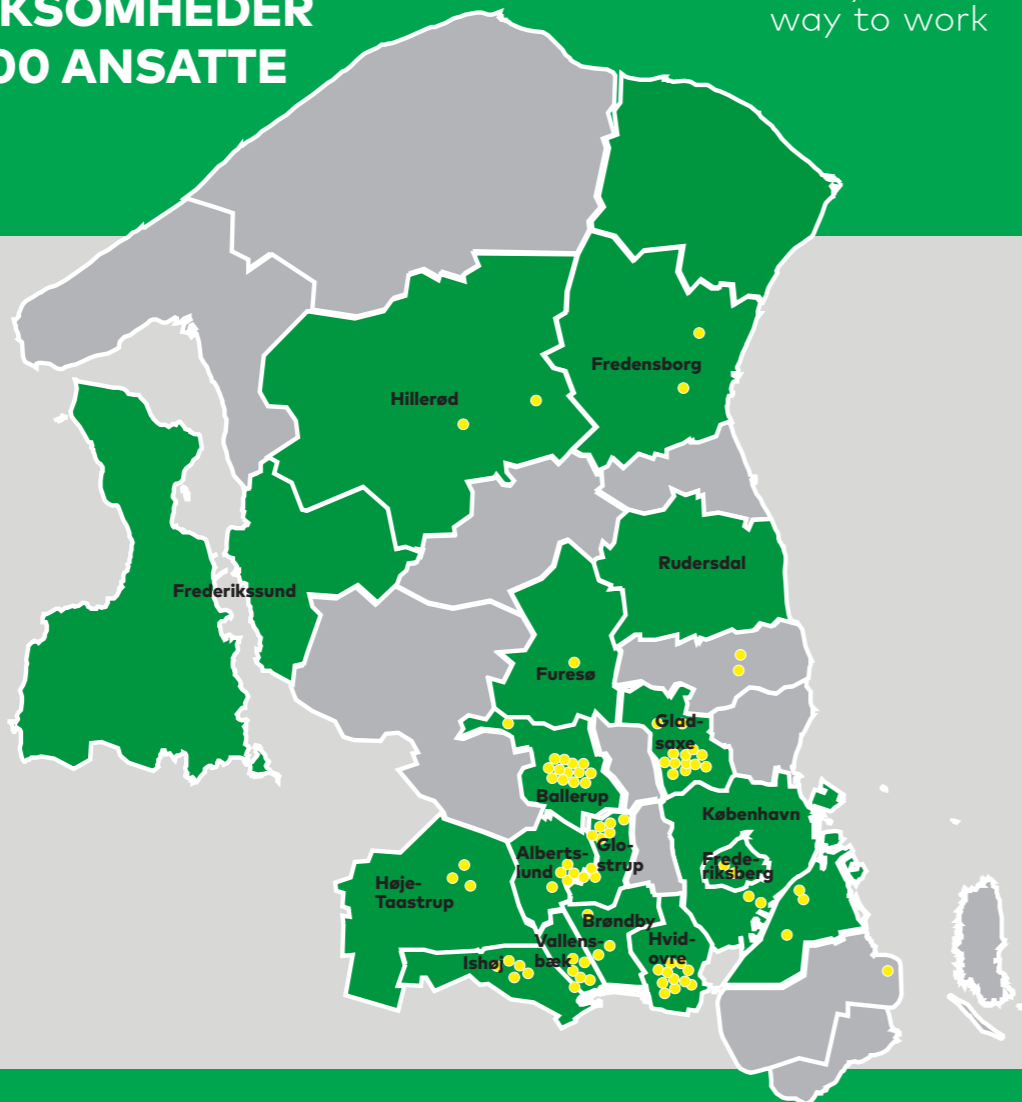 KSOMHEDER
00 ANSATTE
way to work
Fredensborg
Hillerød
Rudersdal
Frederikssund
Furesø
Glad-
saxe
Ballerup
København
Alberts-
lund
Glo-
strup
Frede-
riksberg
Høje-
Taastrup
Brøndby
Vallens-
bæk
Hvid-
ovre
Ishøj